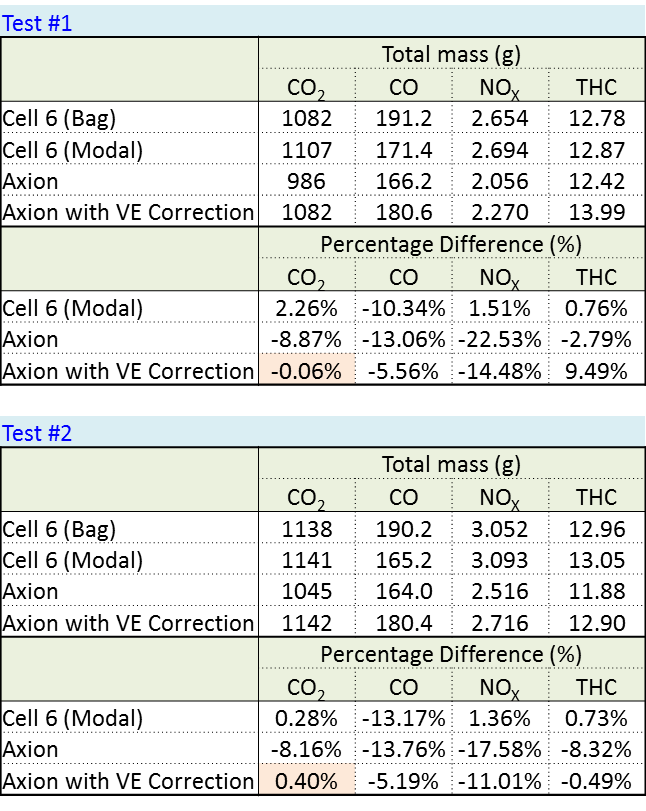 Test #1
Total mass (g)
CO2 CO NOX THC
Cell 6 (Bag) 1082 191.2 2.654 12.78
Cell 6 (Modal) 1107 171.4 2.694 12.87
Axion 986 166.2 2.056 12.42
Axion with VE Correction 1082 180.6 2.270 13.99
Percentage Difference (%)
CO2 CO NOX THC
Cell 6 (Modal) 2.26% -10.34% 1.51% 0.76%
Axion -8.87% -13.06% -22.53% -2.79%
Axion with VE Correction -0.06% -5.56% -14.48% 9.49%
Test #2
Total mass (g)
CO2 CO NOX THC
Cell 6 (Bag) 1138 190.2 3.052 12.96
Cell 6 (Modal) 1141 165.2 3.093 13.05
Axion 1045 164.0 2.516 11.88
Axion with VE Correction 1142 180.4 2.716 12.90
Percentage Difference (%)
CO2 CO NOX THC
Cell 6 (Modal) 0.28% -13.17% 1.36% 0.73%
Axion -8.16% -13.76% -17.58% -8.32%
Axion with VE Correction 0.40% -5.19% -11.01% -0.49%